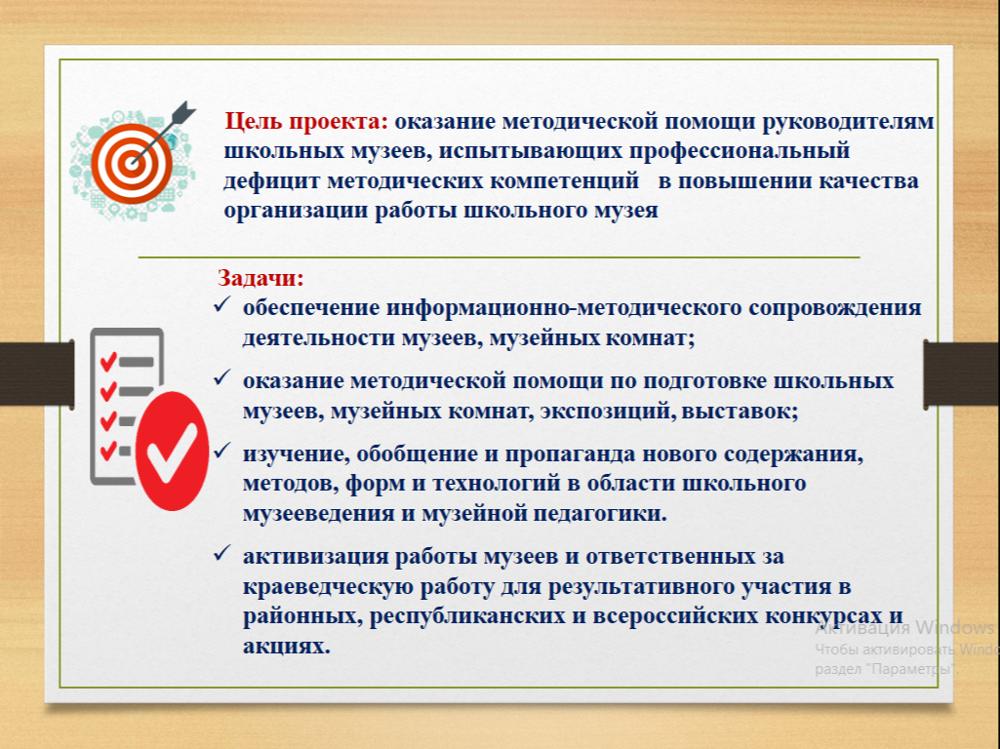 Цель проекта: оказание методической помощи руководителям
школьных музеев, испытывающих профессиональный
дефицит методических компетенций в повышении качества
организации работы школьного музея
Задачи:
✓ обеспечение информационно-методического сопровождения
деятельности музеев, музейных комнат;
✓ оказание методической помощи по подготовке школьных
музеев, музейных комнат, экспозиций, выставок;
✓ изучение, обобщение и пропаганда нового содержания,
методов, форм и технологий в области школьного
музееведения и музейной педагогики.
✓ активизация работы музеев и ответственных за
краеведческую работу для результативного участия в
районных, республиканских и всероссийских конкурсах и
акциях.
Активация Windows
Чтобы активировать Windo
раздел "Параметры".